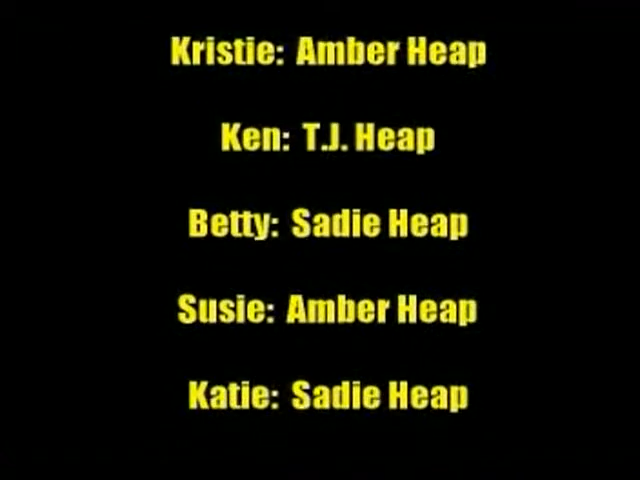 Kristie: Amber Heap
Ken: T.J. Heap
Betty: Sadie Heap
Susie: Amber Heap
Katie: Sadie Heap